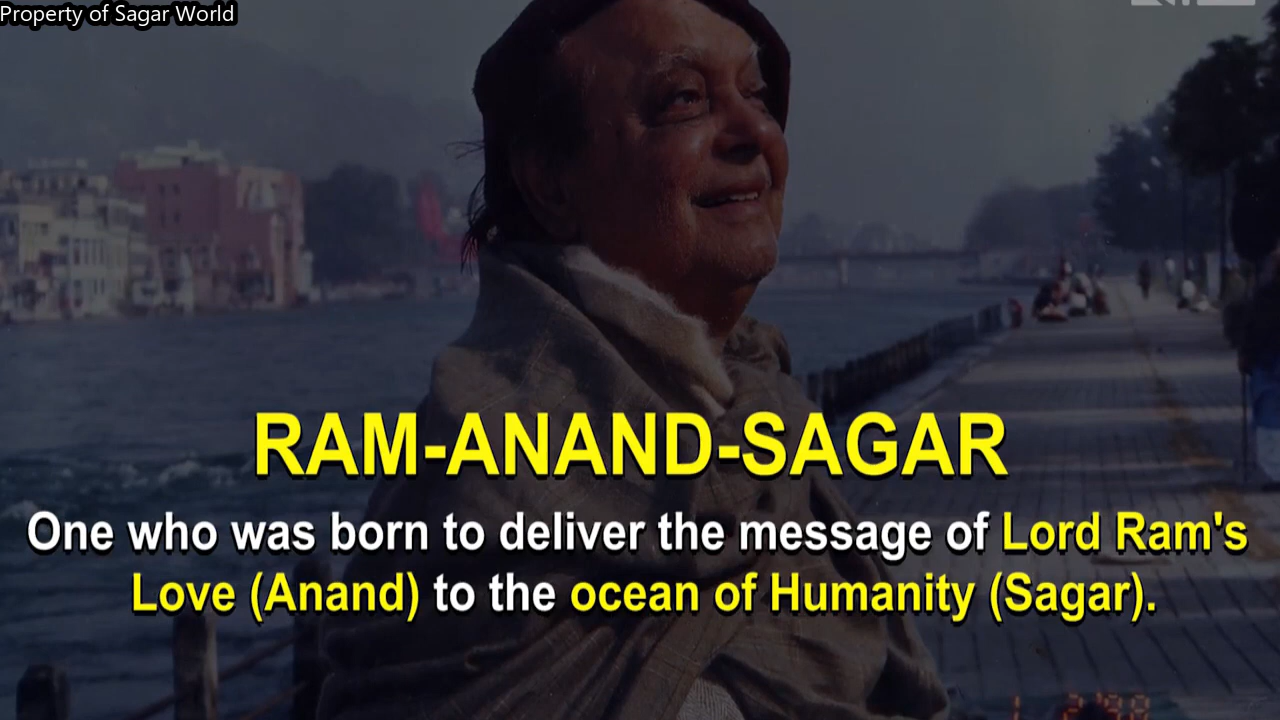 Property of Sagar World
RAM-ANAND-SAGAR
One who was born to deliver the message of Lord Ram's
Love (Anand) to the ocean of Humanity (Sagar).